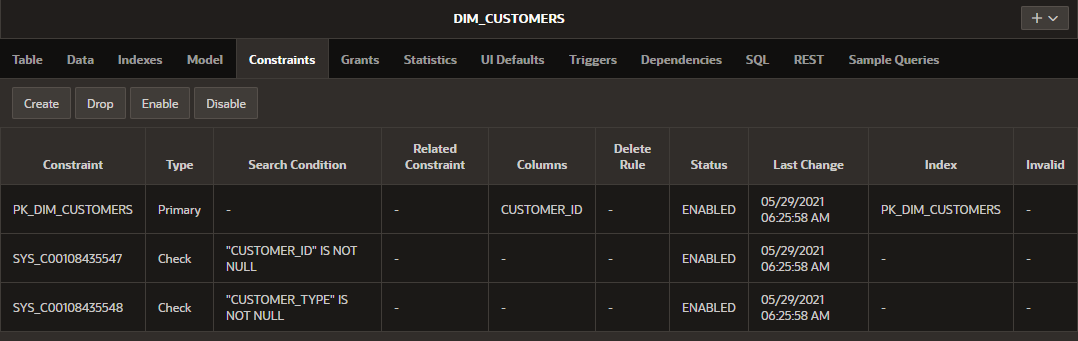 DIM_CUSTOMERS
+
Table Data Indexes Model Constraints Grants Statistics UI Defaults Triggers Dependencies SQL REST Sample Queries
Create Drop Enable Disable
Constraint Type Search Condition Related Constraint Columns Delete Rule Status Last Change Index Invalid
PK_DIM_CUSTOMERS Primary - - CUSTOMER_ID - ENABLED 05/29/2021 06:25:58 AM PK_DIM_CUSTOMERS -
SYS_C00108435547 Check "CUSTOMER_ID" IS NOT NULL - - - ENABLED 05/29/2021 06:25:58 AM - -
SYS_C00108435548 Check "CUSTOMER_TYPE" IS NOT NULL - - - ENABLED 05/29/2021 06:25:58 AM - -